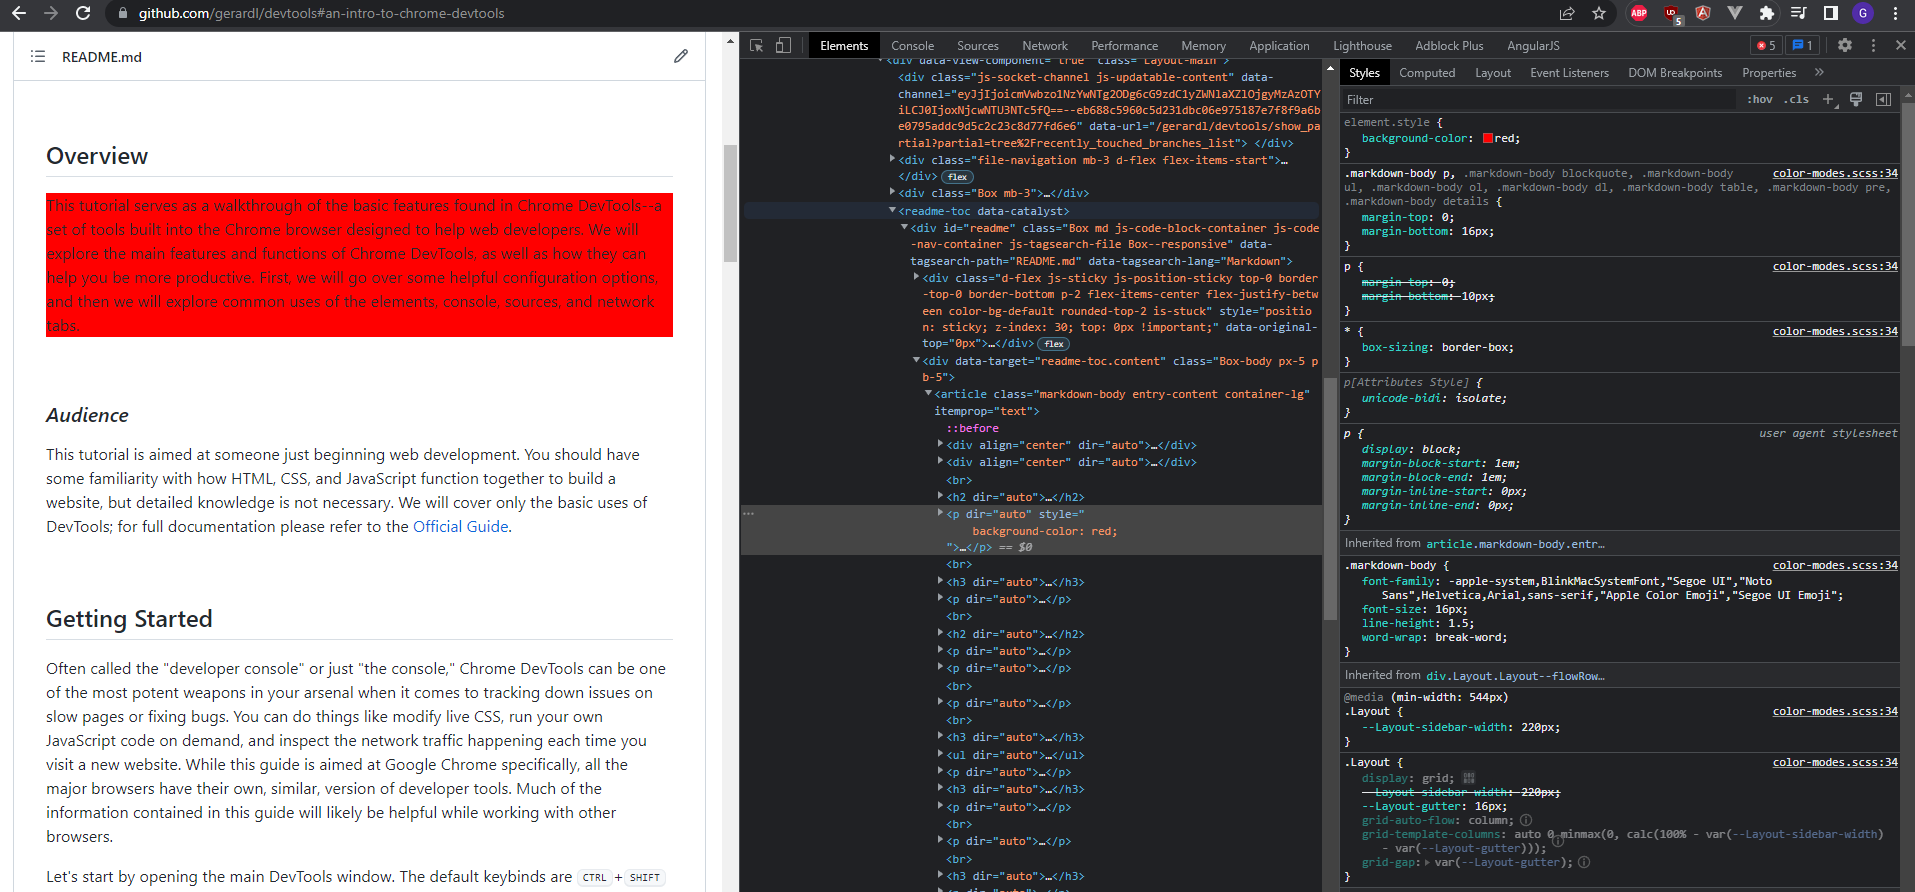 github.com/gerardl/devtools#an-intro-to-chrome-devtools
ABP
UD
5
G
README.md
Overview
This tutorial serves as a walkthrough of the basic features found in Chrome DevTools--a
set of tools built into the Chrome browser designed to help web developers. We will
explore the main features and functions of Chrome DevTools, as well as how they can
help you be more productive. First, we will go over some helpful configuration options,
and then we will explore common uses of the elements, console, sources, and network
tabs.
Audience
This tutorial is aimed at someone just beginning web development. You should have
some familiarity with how HTML, CSS, and JavaScript function together to build a
website, but detailed knowledge is not necessary. We will cover only the basic uses of
DevTools; for full documentation please refer to the Official Guide.
Getting Started
Often called the "developer console" or just "the console," Chrome DevTools can be one
of the most potent weapons in your arsenal when it comes to tracking down issues on
slow pages or fixing bugs. You can do things like modify live CSS, run your own
JavaScript code on demand, and inspect the network traffic happening each time you
visit a new website. While this guide is aimed at Google Chrome specifically, all the
major browsers have their own, similar, version of developer tools. Much of the
information contained in this guide will likely be helpful while working with other
browsers.
Let's start by opening the main DevTools window. The default keybinds are CTRL + SHIFT
Elements Console Sources Network Performance Memory Application Lighthouse Adblock Plus AngularJS 5 1
<div data-view-component="true" class="Layout-main">
<div class="js-socket-channel js-updatable-content" data-
channel="eyJjIjoicmVwbzo1NzYwNTg2ODg6cG9zdC1yZWNlaXZlOjgyMzAzOTY
iLCJ0IjoxNjcwNTU3NTc5fQ==--eb688c5960c5d231dbc06e975187e7f8f9a6b
e0795addc9d5c2c23c8d77fd6e6" data-url="/gerardl/devtools/show_pa
rtial?partial=tree%2Frecently_touched_branches_list"> </div>
<div class="file-navigation mb-3 d-flex flex-items-start">…
</div> flex
<div class="Box mb-3">…</div>
<readme-toc data-catalyst>
<div id="readme" class="Box md js-code-block-container js-code
-nav-container js-tagsearch-file Box--responsive" data-
tagsearch-path="README.md" data-tagsearch-lang="Markdown">
<div class="d-flex js-sticky js-position-sticky top-0 border
-top-0 border-bottom p-2 flex-items-center flex-justify-betw
een color-bg-default rounded-top-2 is-stuck" style="positio
n: sticky; z-index: 30; top: 0px !important;" data-original-
top="0px">…</div> flex
<div data-target="readme-toc.content" class="Box-body px-5 p
b-5">
<article class="markdown-body entry-content container-lg"
itemprop="text">
::before
<div align="center" dir="auto">…</div>
<div align="center" dir="auto">…</div>
<br>
<h2 dir="auto">…</h2>
<p dir="auto" style="
background-color: red;
">…</p> == $0
<br>
<h3 dir="auto">…</h3>
<p dir="auto">…</p>
<br>
<h2 dir="auto">…</h2>
<p dir="auto">…</p>
<p dir="auto">…</p>
<br>
<p dir="auto">…</p>
<br>
<h3 dir="auto">…</h3>
<ul dir="auto">…</ul>
<p dir="auto">…</p>
<h3 dir="auto">…</h3>
<p dir="auto">…</p>
<br>
<p dir="auto">…</p>
<br>
<h3 dir="auto">…</h3>
Styles Computed Layout Event Listeners DOM Breakpoints Properties »
Filter :hov .cls +
element.style {
background-color: red;
}
.markdown-body p, .markdown-body blockquote, .markdown-body color-modes.scss:34
ul, .markdown-body ol, .markdown-body dl, .markdown-body table, .markdown-body pre,
.markdown-body details {
margin-top: 0;
margin-bottom: 16px;
}
p { color-modes.scss:34
margin-top: 0;
margin-bottom: 10px;
}
* { color-modes.scss:34
box-sizing: border-box;
}
p[Attributes Style] {
unicode-bidi: isolate;
}
p { user agent stylesheet
display: block;
margin-block-start: 1em;
margin-block-end: 1em;
margin-inline-start: 0px;
margin-inline-end: 0px;
}
Inherited from article.markdown-body.entr…
.markdown-body { color-modes.scss:34
font-family: -apple-system,BlinkMacSystemFont,"Segoe UI","Noto
Sans",Helvetica,Arial,sans-serif,"Apple Color Emoji","Segoe UI Emoji";
font-size: 16px;
line-height: 1.5;
word-wrap: break-word;
}
Inherited from div.Layout.Layout--flowRow…
@media (min-width: 544px)
.Layout { color-modes.scss:34
--Layout-sidebar-width: 220px;
}
.Layout { color-modes.scss:34
display: grid;
--Layout-sidebar-width: 220px;
--Layout-gutter: 16px;
grid-auto-flow: column;
grid-template-columns: auto 0 minmax(0, calc(100% - var(--Layout-sidebar-width)
- var(--Layout-gutter)));
grid-gap: var(--Layout-gutter);
}